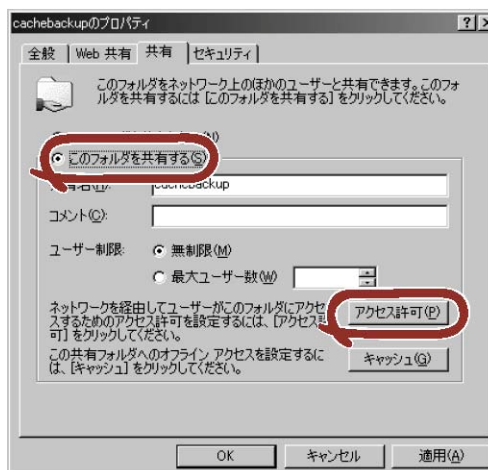 cachebackupのプロパティ
全般 Web 共有 共有 セキュリティ
このフォルダをネットワーク上のほかのユーザーと共有できます。このフォ
ルダを共有するには [このフォルダを共有する] をクリックしてください。
このフォルダを共有する(S)
cachebackup
コメント(C):
ユーザー制限: 無制限(M)
最大ユーザー数(W)
ネットワークを経由してユーザーがこのフォルダにアクセ
スするためのアクセス許可を設定するには、[アクセス許
可] をクリックしてください。
アクセス許可(P)
この共有フォルダへのオフライン アクセスを設定するに
は、[キャッシュ] をクリックしてください。
キャッシュ(G)
OK キャンセル 適用(A)